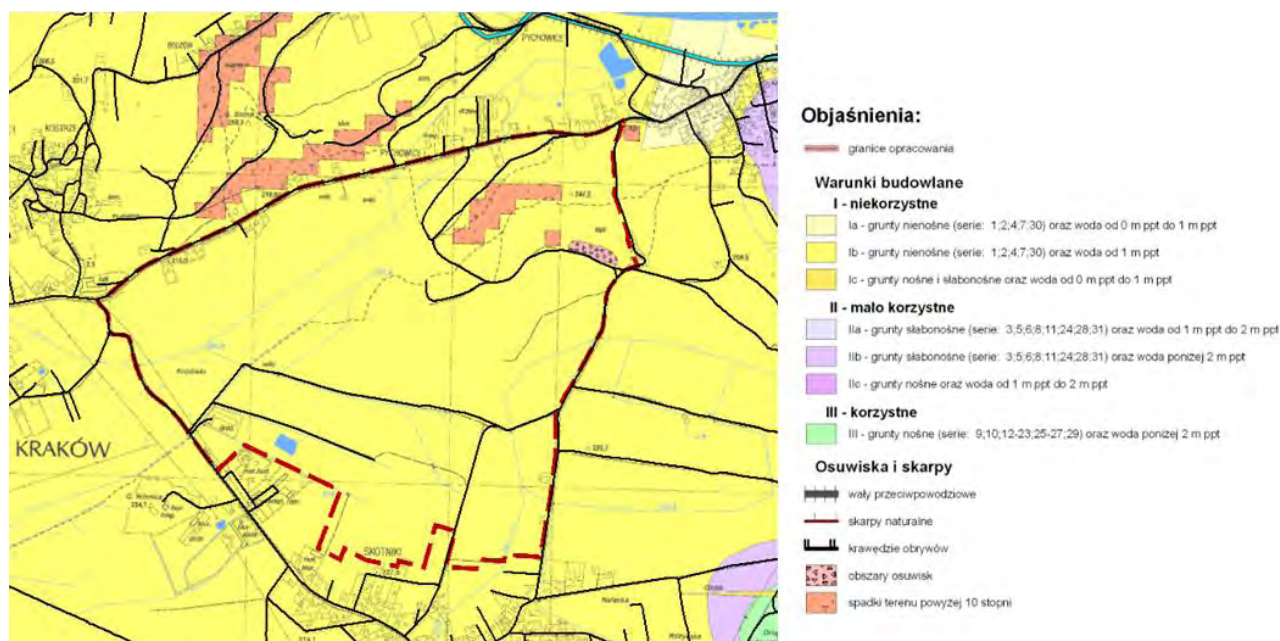 PYCHOWICE
BODZÓW
KOSTRZE
PYCHOWICE
KRAKÓW
SKOTNIKI
Objaśnienia:
granice opracowania
Warunki budowlane
I - niekorzystne
Ia - grunty nienośne (serie: 1;2;4;7;30) oraz woda od 0 m ppt do 1 m ppt
Ib - grunty nienośne (serie: 1;2;4;7;30) oraz woda od 1 m ppt
Ic - grunty nośne i słabonośne oraz woda od 0 m ppt do 1 m ppt
II - mało korzystne
IIa - grunty słabonośne (serie: 3;5;6;8;11;24;28;31) oraz woda od 1 m ppt do 2 m ppt
IIb - grunty słabonośne (serie: 3;5;6;8;11;24;28;31) oraz woda poniżej 2 m ppt
IIc - grunty nośne oraz woda od 1 m ppt do 2 m ppt
III - korzystne
III - grunty nośne (serie: 9;10;12-23;25-27;29) oraz woda poniżej 2 m ppt
Osuwiska i skarpy
wały przeciwpowodziowe
skarpy naturalne
krawędzie obrywów
obszary osuwisk
spadki terenu powyżej 10 stopni